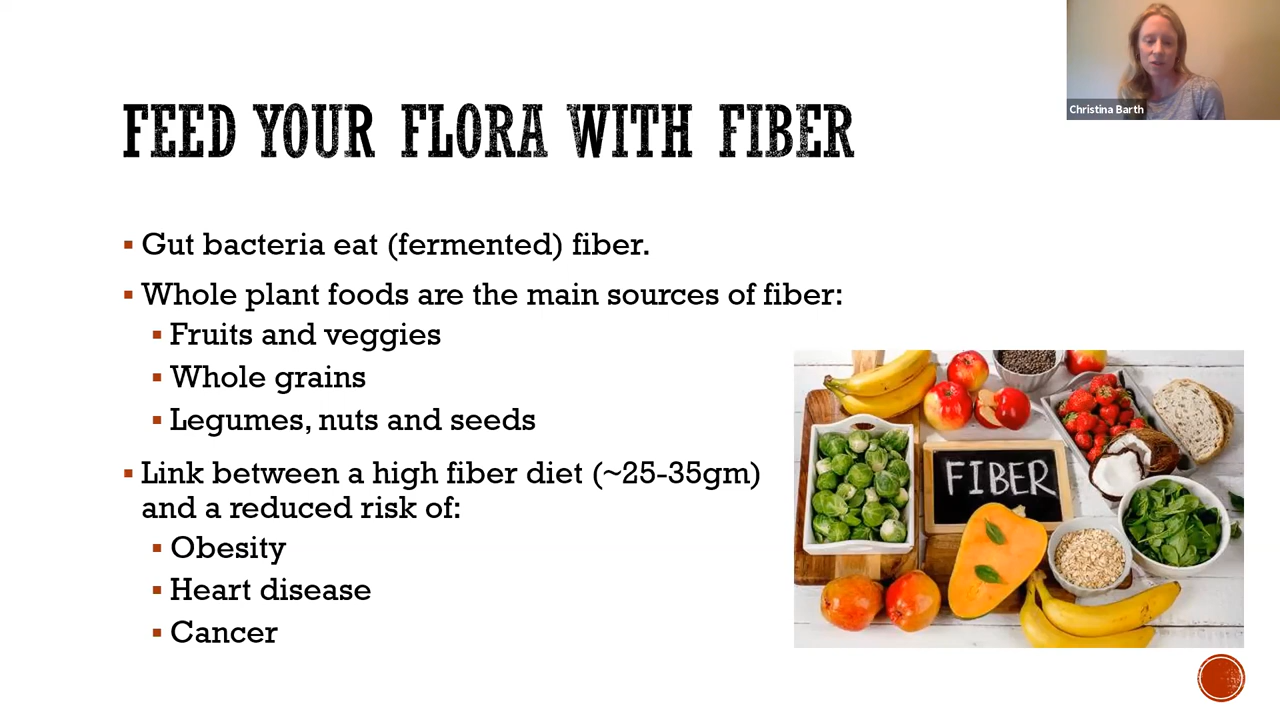 Christina Barth
FEED YOUR FLORA WITH FIBER
▪ Gut bacteria eat (fermented) fiber.
▪ Whole plant foods are the main sources of fiber:
▪ Fruits and veggies
▪ Whole grains
▪ Legumes, nuts and seeds
▪ Link between a high fiber diet (~25-35gm)
and a reduced risk of:
▪ Obesity
▪ Heart disease
▪ Cancer
FIBER